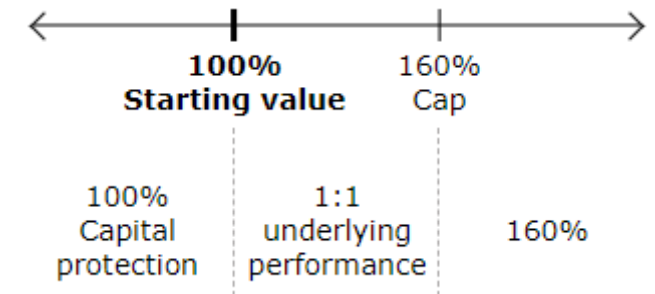 100%
Starting value
160%
Cap
100%
Capital
protection
1:1
underlying
performance
160%